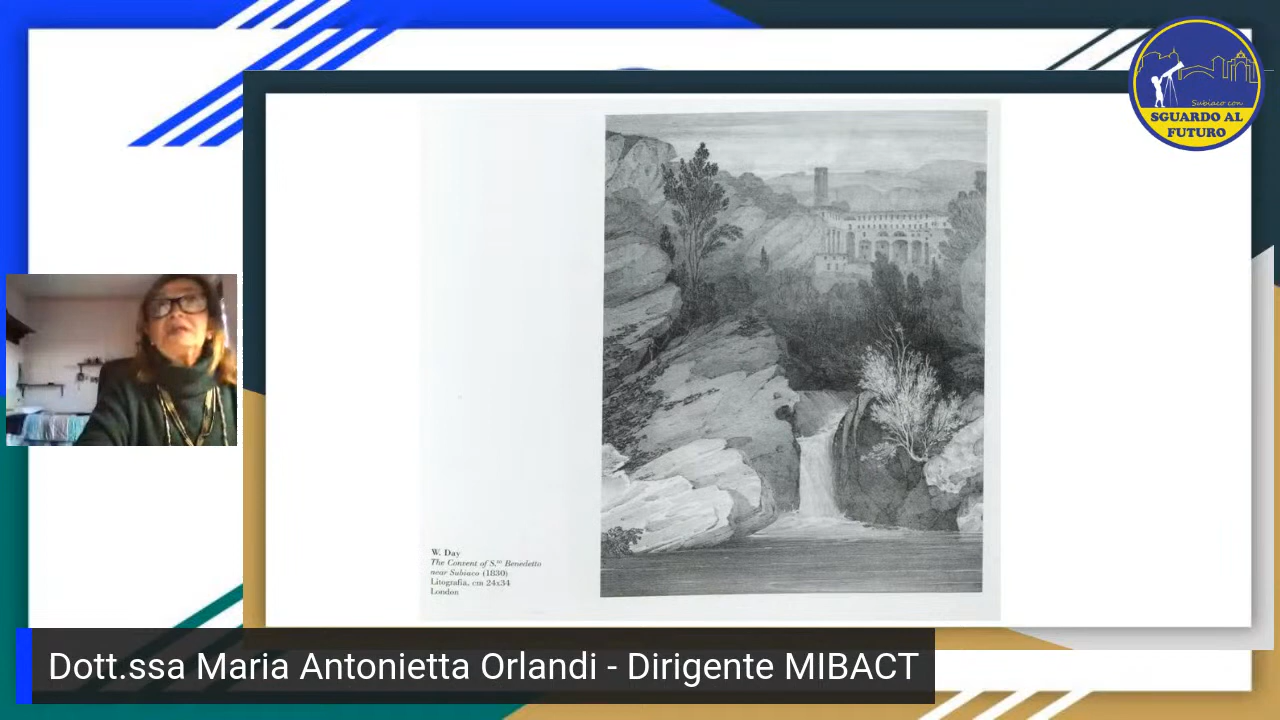 Subiaco con
SGUARDO AL
FUTURO
W. Day
The Convent of S.to Benedetto
near Subiaco (1830)
Litografia, cm 24x34
London
Dott.ssa Maria Antonietta Orlandi - Dirigente MIBACT